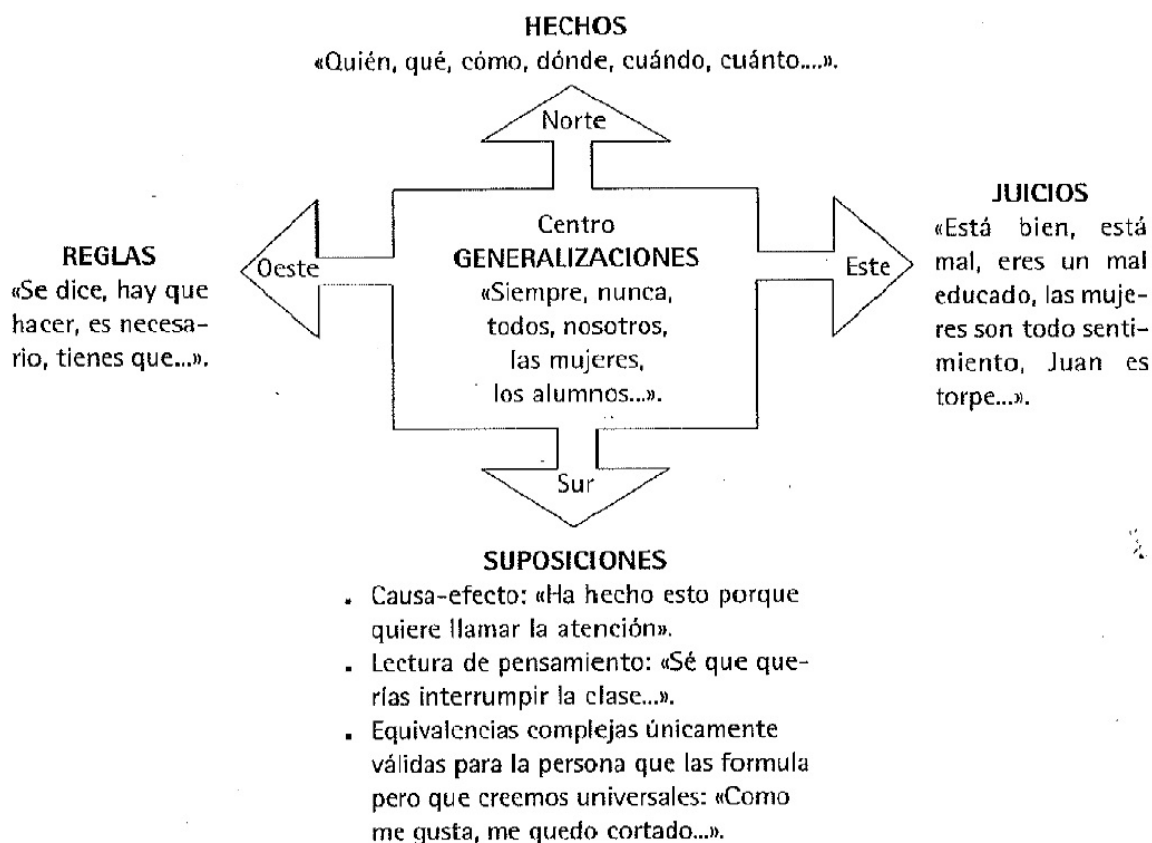 HECHOS
«Quién, qué, cómo, dónde, cuándo, cuánto....».
Norte
JUICIOS
«Está bien, está
mal, eres un mal
educado, las muje-
res son todo senti-
miento, Juan es
torpe...».
Este
Centro
GENERALIZACIONES
«Siempre, nunca,
todos, nosotros,
las mujeres,
los alumnos...».
Oeste
REGLAS
«Se dice, hay que
hacer, es necesa-
rio, tienes que...».
Sur
SUPOSICIONES
. Causa-efecto: «Ha hecho esto porque
quiere llamar la atención».
. Lectura de pensamiento: «Sé que que-
rías interrumpir la clase...».
. Equivalencias complejas únicamente
válidas para la persona que las formula
pero que creemos universales: «Como
me gusta, me quedo cortado...».